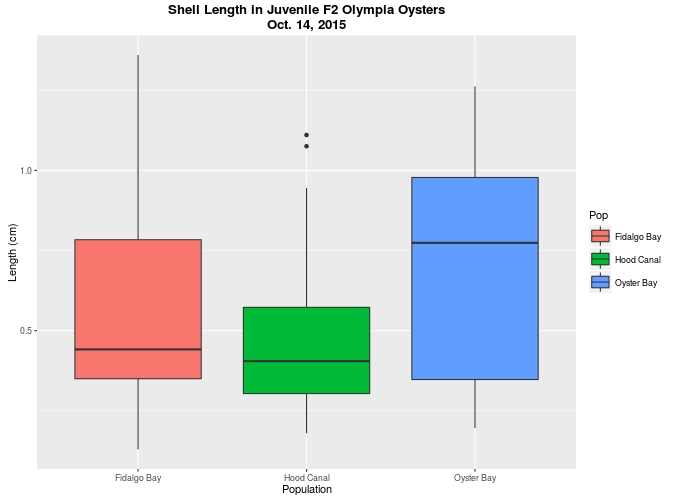 Shell Length in Juvenile F2 Olympia Oysters
Oct. 14, 2015
Length (cm)
1.0
0.5
Fidalgo Bay
Hood Canal
Oyster Bay
Population
Pop
Fidalgo Bay
Hood Canal
Oyster Bay